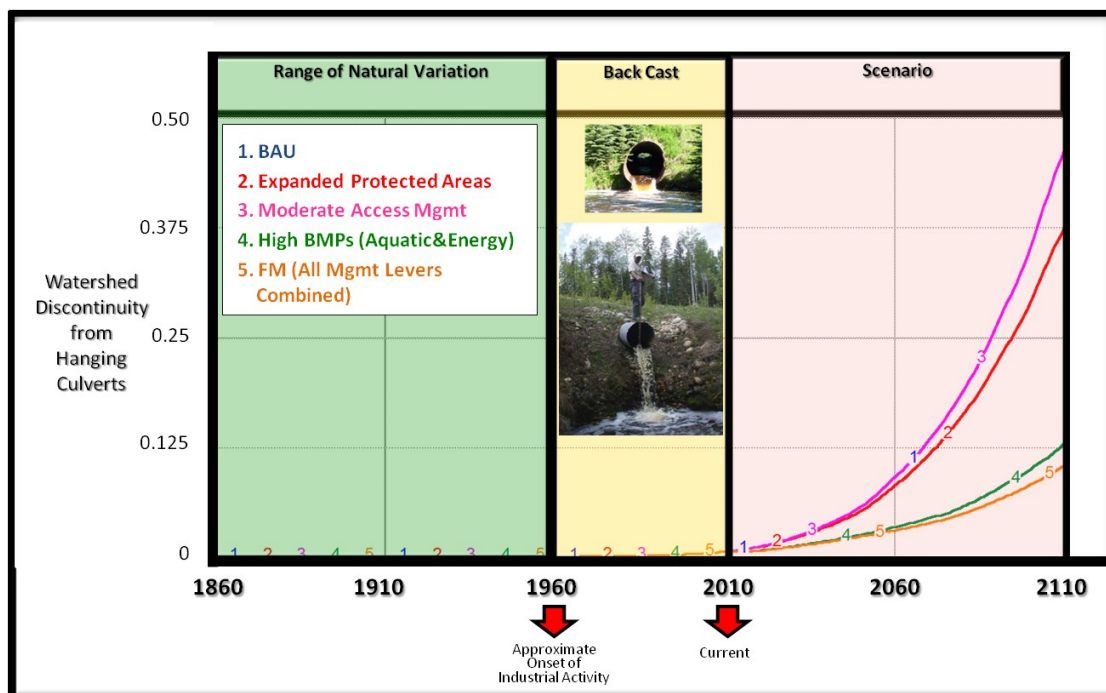 Range of Natural Variation
Back Cast
Scenario
0.50
0.375
0.25
0.125
0
Watershed
Discontinuity
from
Hanging
Culverts
1. BAU
2. Expanded Protected Areas
3. Moderate Access Mgmt
4. High BMPs (Aquatic&Energy)
5. FM (All Mgmt Levers
Combined)
3
2
1
4
5
1 2 3 4 5 1 2 3 4 5 1 2 3 4 5 1 2 3 4 5
1860 1910 1960 2010 2060 2110
Approximate
Onset of
Industrial Activity
Current